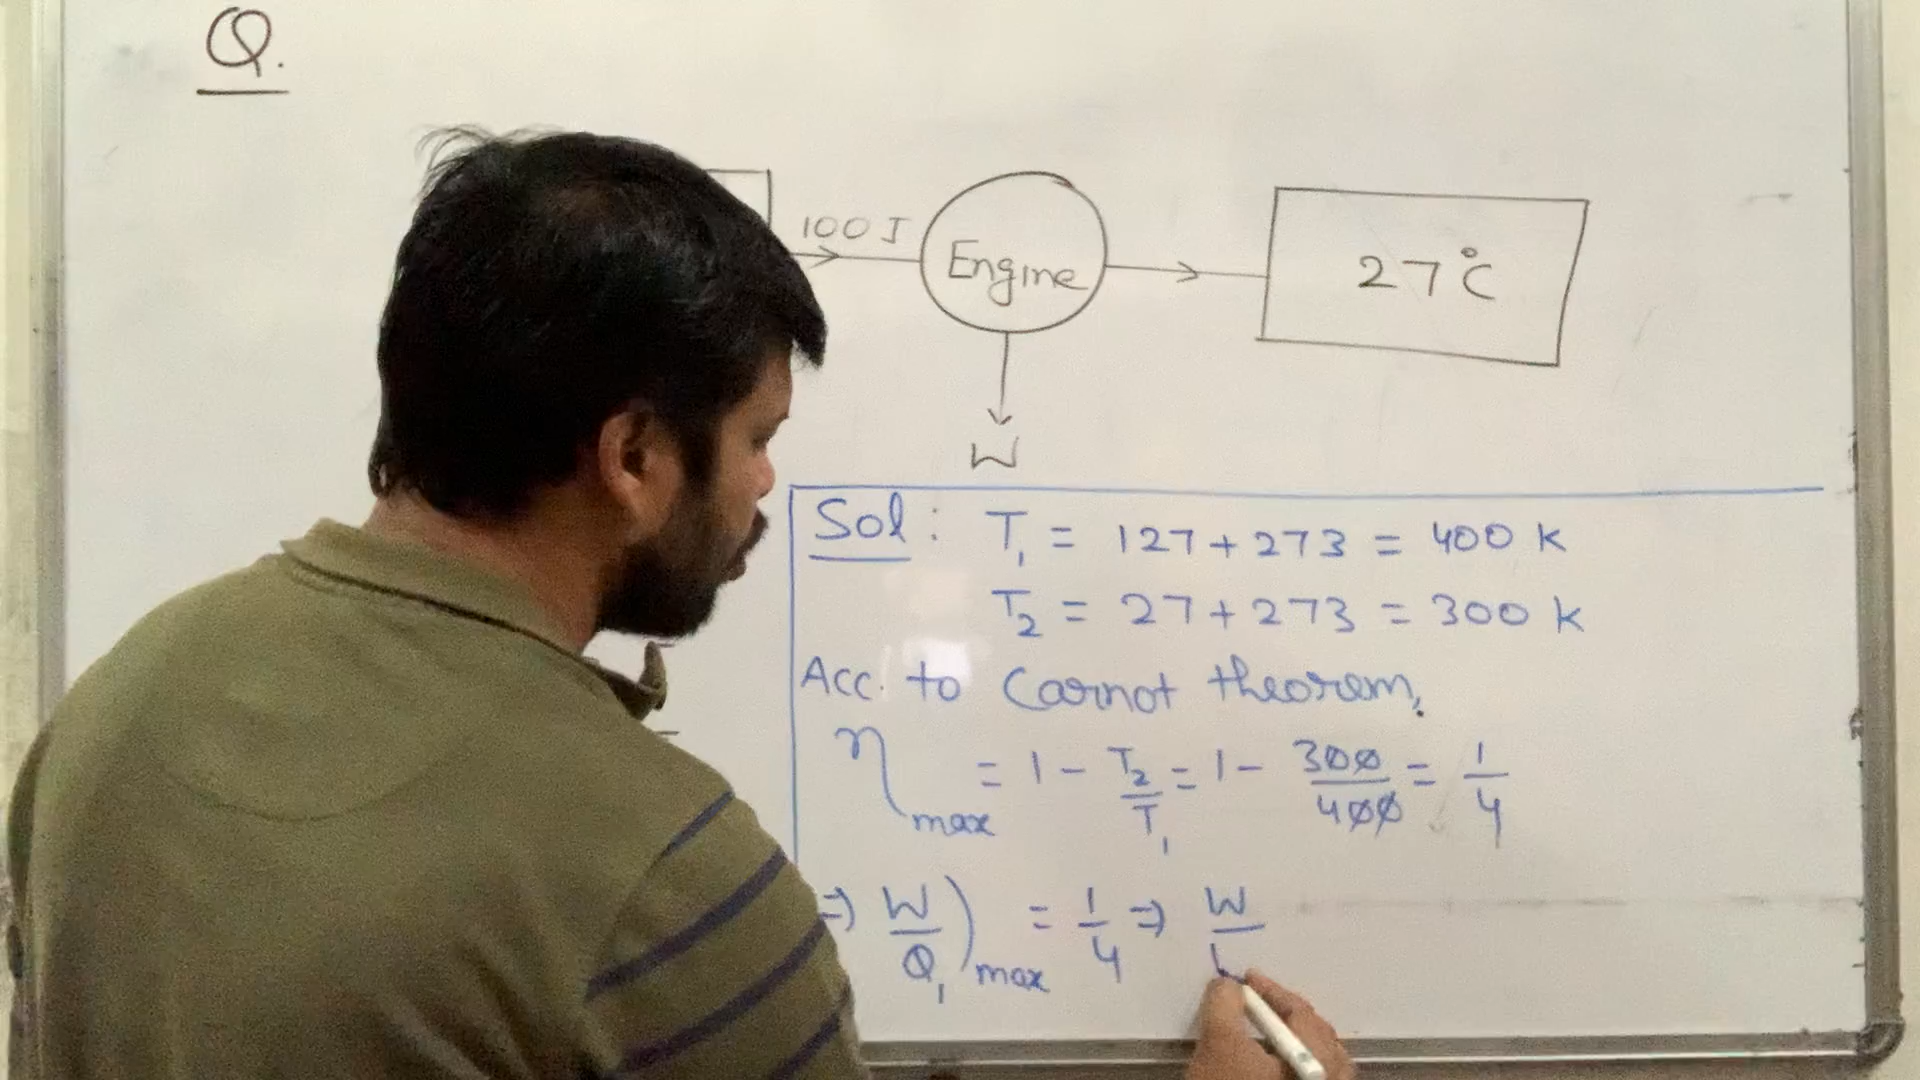 Q.
100 J
Engine
27°C
W
Sol: T₁ = 127 + 273 = 400 K
T₂ = 27 + 273 = 300 K
Acc. to Carnot theorem,
η max = 1 - T₂/T₁ = 1 - 300/400 = 1/4
⇒ W/Q₁) max = 1/4 ⇒ W